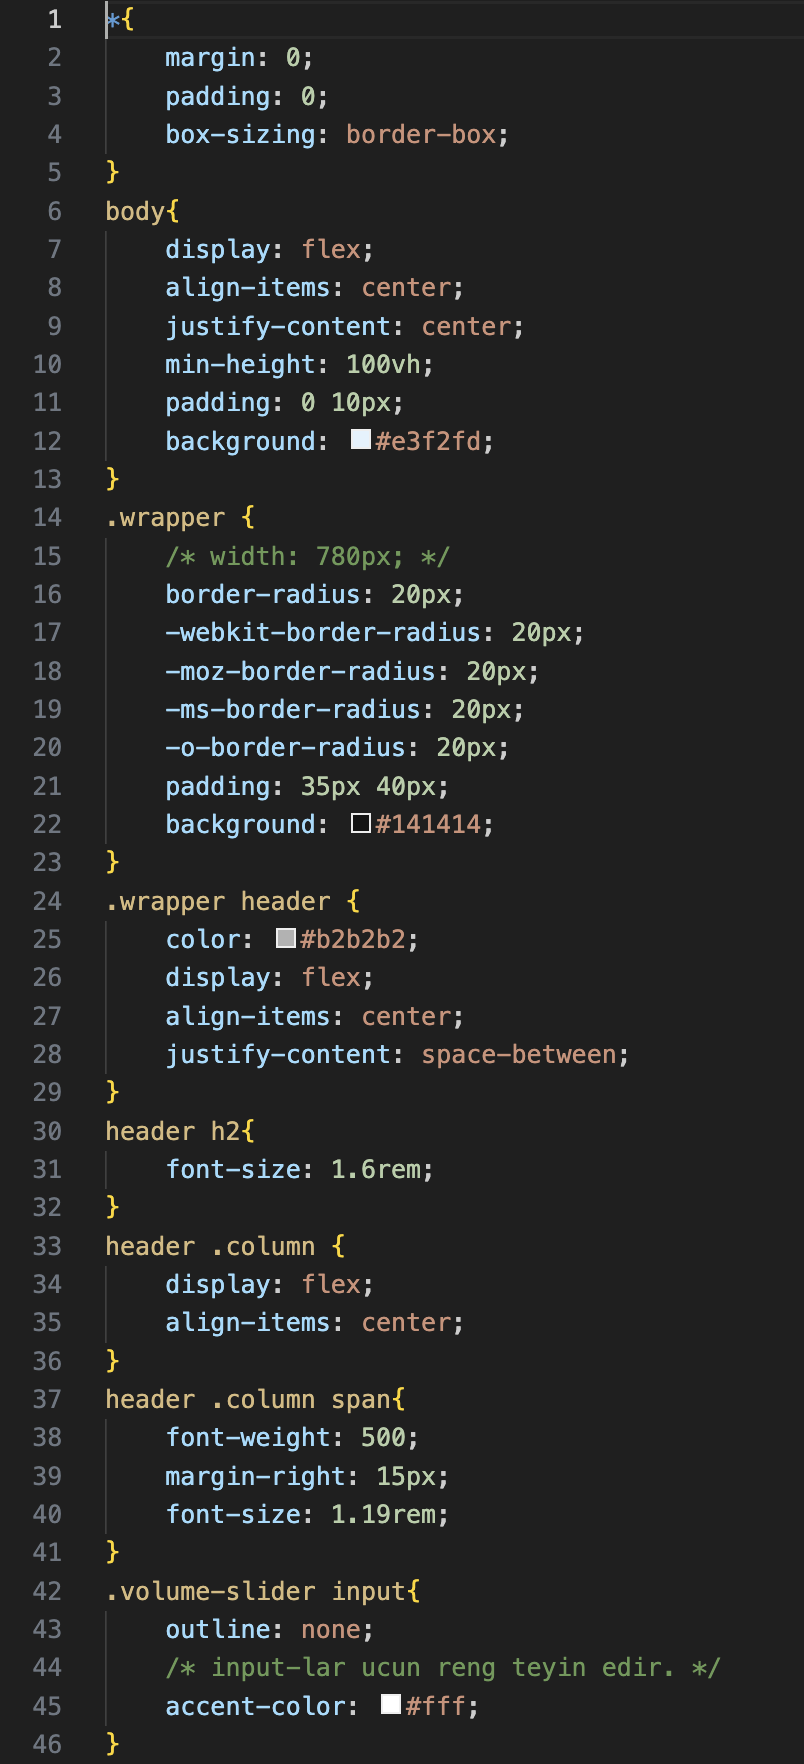 1 *{
2     margin: 0;
3     padding: 0;
4     box-sizing: border-box;
5 }
6 body{
7     display: flex;
8     align-items: center;
9     justify-content: center;
10     min-height: 100vh;
11     padding: 0 10px;
12     background: #e3f2fd;
13 }
14 .wrapper {
15     /* width: 780px; */
16     border-radius: 20px;
17     -webkit-border-radius: 20px;
18     -moz-border-radius: 20px;
19     -ms-border-radius: 20px;
20     -o-border-radius: 20px;
21     padding: 35px 40px;
22     background: #141414;
23 }
24 .wrapper header {
25     color: #b2b2b2;
26     display: flex;
27     align-items: center;
28     justify-content: space-between;
29 }
30 header h2{
31     font-size: 1.6rem;
32 }
33 header .column {
34     display: flex;
35     align-items: center;
36 }
37 header .column span{
38     font-weight: 500;
39     margin-right: 15px;
40     font-size: 1.19rem;
41 }
42 .volume-slider input{
43     outline: none;
44     /* input-lar ucun reng teyin edir. */
45     accent-color: #fff;
46 }